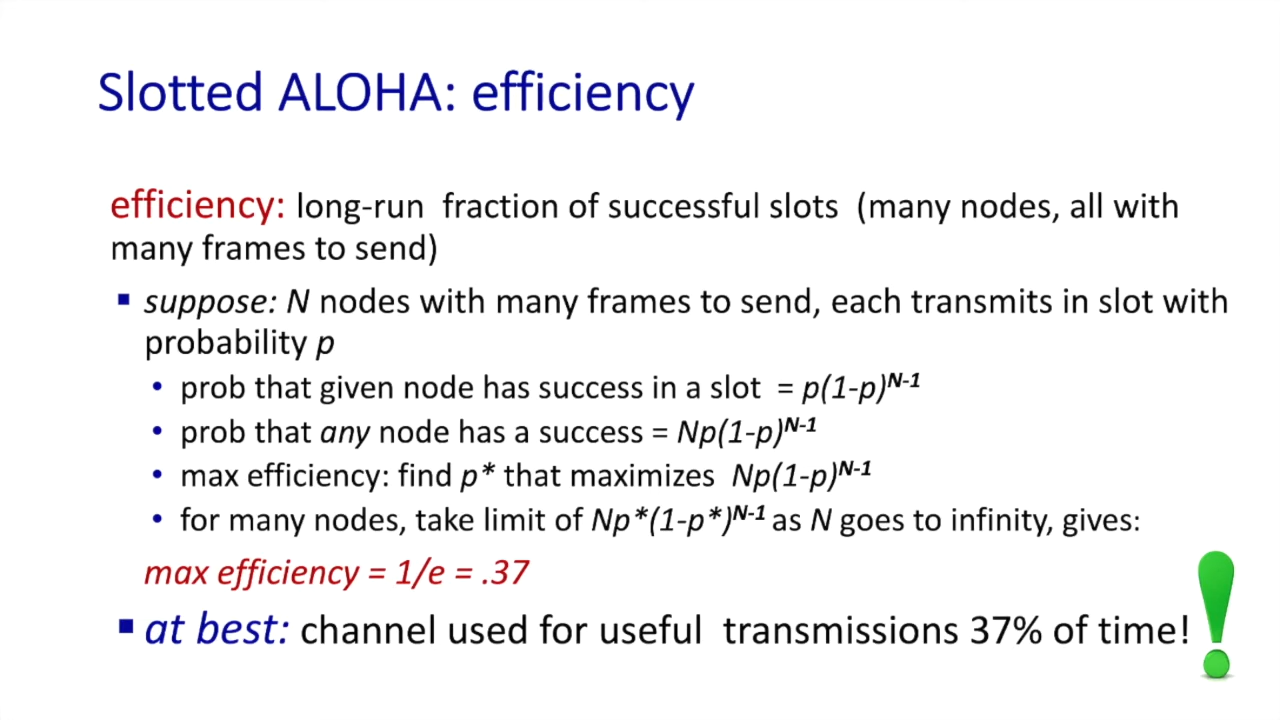 Slotted ALOHA: efficiency
efficiency: long-run fraction of successful slots (many nodes, all with
many frames to send)
▪ suppose: N nodes with many frames to send, each transmits in slot with
probability p
• prob that given node has success in a slot = p(1-p)^N-1
• prob that any node has a success = Np(1-p)^N-1
• max efficiency: find p* that maximizes Np(1-p)^N-1
• for many nodes, take limit of Np*(1-p*)^N-1 as N goes to infinity, gives:
max efficiency = 1/e = .37
▪ at best: channel used for useful transmissions 37% of time!
!